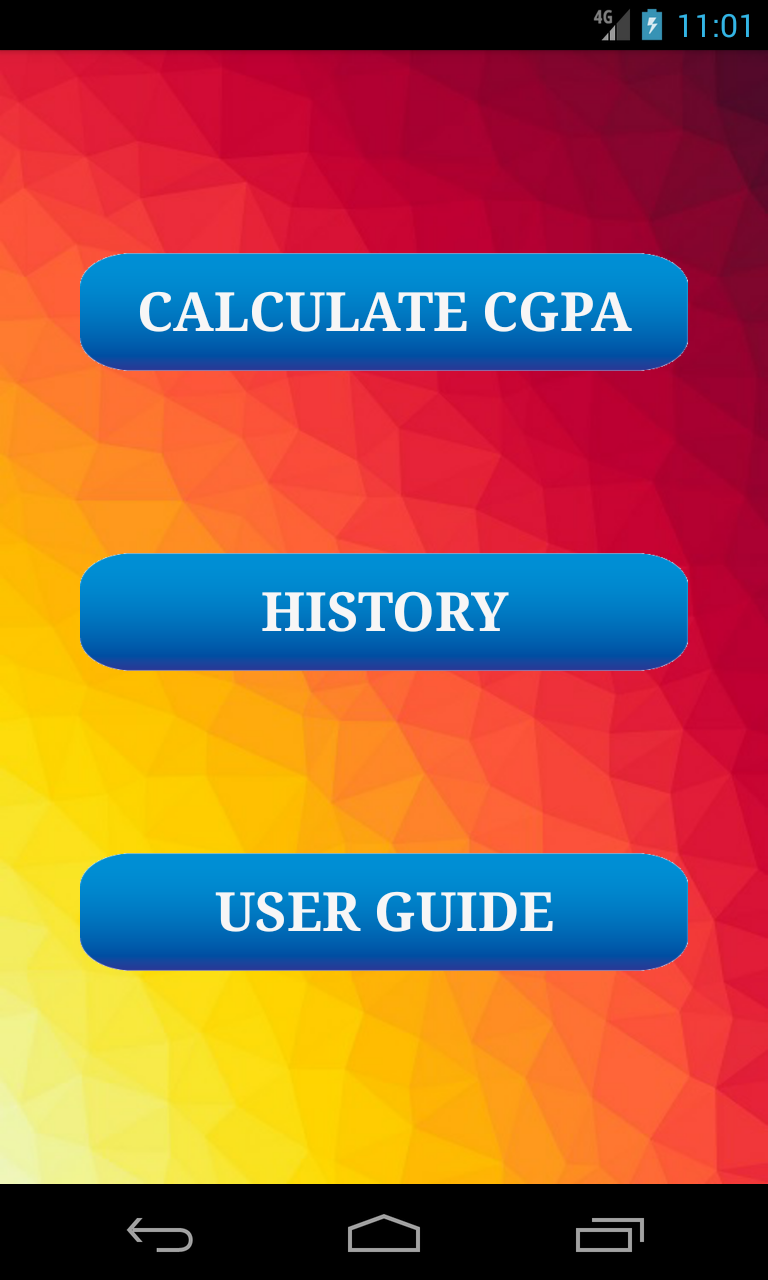 4G 11:01
CALCULATE CGPA
HISTORY
USER GUIDE